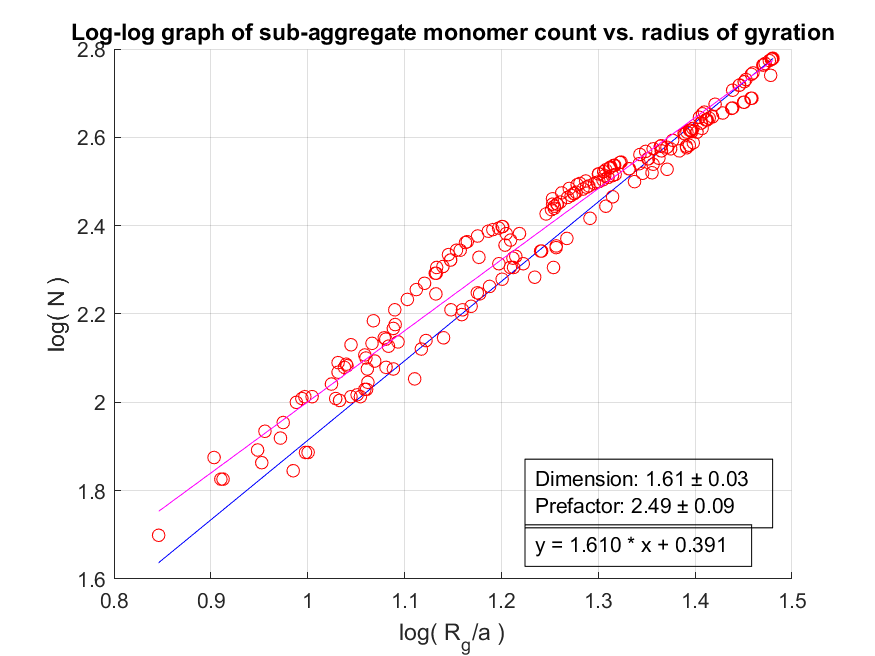 Log-log graph of sub-aggregate monomer count vs. radius of gyration
2.8
2.6
2.4
2.2
2
1.8
1.6
log( N )
Dimension: 1.61 ± 0.03
Prefactor: 2.49 ± 0.09
y = 1.610 * x + 0.391
0.8 0.9 1 1.1 1.2 1.3 1.4 1.5
log( Rg/a )